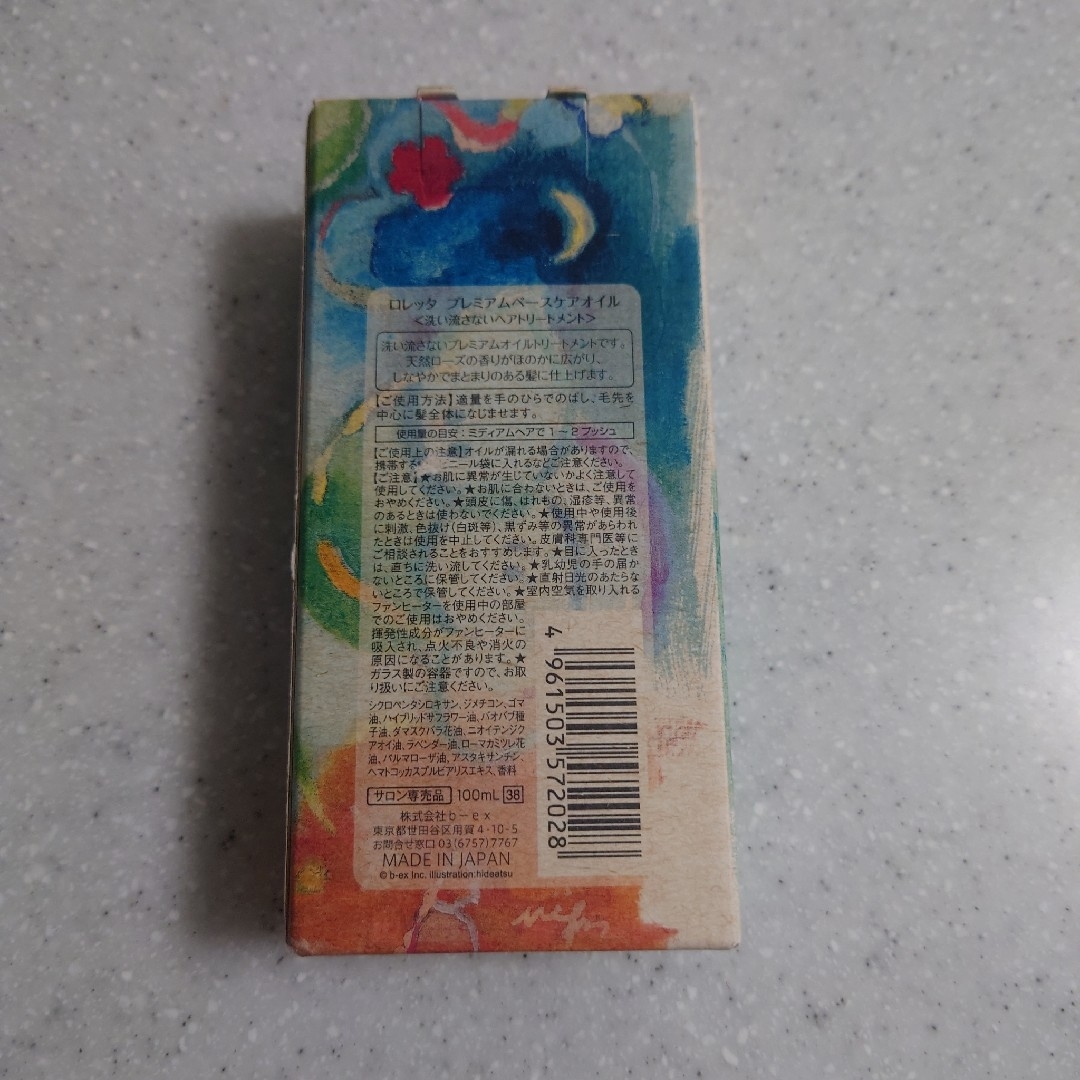 ロレッタ プレミアムベースケアオイル
<洗い流さないヘアトリートメント>
洗い流さないプレミアムオイルトリートメントです。
天然ローズの香りがほのかに広がり、
しなやかでまとまりのある髪に仕上げます。
【ご使用方法】適量を手のひらでのばし、毛先を
中心に髪全体になじませます。
使用量の目安:ミディアムヘアで1~2プッシュ
【ご使用上の注意】オイルが漏れる場合がありますので、
携帯する ニール袋に入れるなどご注意ください。
【ご注意】★お肌に異常が生じていないかよく注意して
使用してください。★お肌に合わないときは、ご使用を
おやめください。★頭皮に傷、はれもの、湿疹等、異常
のあるときは使わないでください。★使用中や使用後
に刺激、色抜け(白斑等)、黒ずみ等の異常があらわれ
たときは使用を中止してください。皮膚科専門医等に
ご相談されることをおすすめします。★目に入ったとき
は、直ちに洗い流してください。★乳幼児の手の届か
ないところに保管してください。★直射日光のあたらな
いところで保管してください。★室内空気を取り入れる
ファンヒーターを使用中の部屋
でのご使用はおやめください。
揮発性成分がファンヒーターに
吸入され、点火不良や消火の
原因になることがあります。★
ガラス製の容器ですので、お取
り扱いにご注意ください。
シクロペンタシロキサン、ジメチコン、ゴマ
油、ハイブリッドサフラワー油、バオバブ種
子油、ダマスクバラ花油、ニオイテンジク
アオイ油、ラベンダー油、ローマカミツレ花
油、パルマローザ油、アスタキサンチン、
ヘマトコッカスプルビアリスエキス、香料
サロン専売品 100mL 38
株式会社b-ex
東京都世田谷区用賀4-10-5
お問合せ窓口 03(6757)7767
MADE IN JAPAN
© b-ex Inc. illustration:hideatsu
4 961503 572028